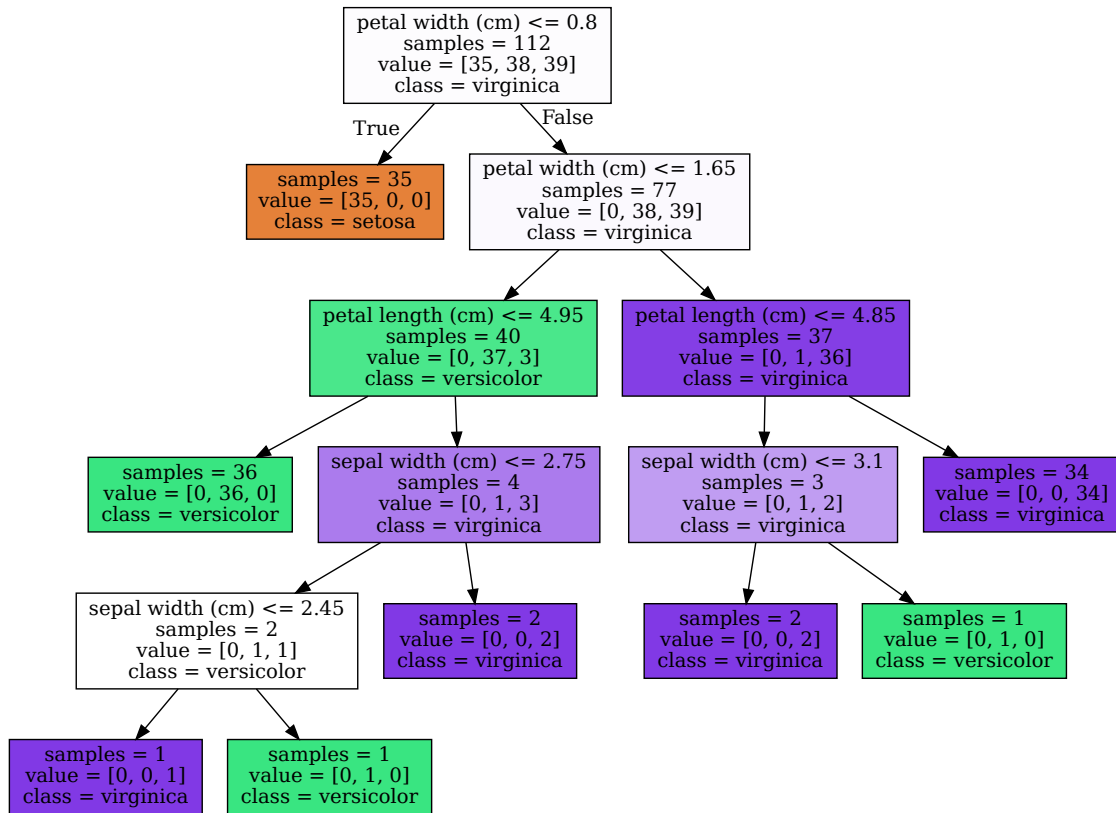 petal width (cm) <= 0.8
samples = 112
value = [35, 38, 39]
class = virginica
True
False
samples = 35
value = [35, 0, 0]
class = setosa
petal width (cm) <= 1.65
samples = 77
value = [0, 38, 39]
class = virginica
petal length (cm) <= 4.95
samples = 40
value = [0, 37, 3]
class = versicolor
petal length (cm) <= 4.85
samples = 37
value = [0, 1, 36]
class = virginica
samples = 36
value = [0, 36, 0]
class = versicolor
sepal width (cm) <= 2.75
samples = 4
value = [0, 1, 3]
class = virginica
sepal width (cm) <= 3.1
samples = 3
value = [0, 1, 2]
class = virginica
samples = 34
value = [0, 0, 34]
class = virginica
sepal width (cm) <= 2.45
samples = 2
value = [0, 1, 1]
class = versicolor
samples = 2
value = [0, 0, 2]
class = virginica
samples = 2
value = [0, 0, 2]
class = virginica
samples = 1
value = [0, 1, 0]
class = versicolor
samples = 1
value = [0, 0, 1]
class = virginica
samples = 1
value = [0, 1, 0]
class = versicolor